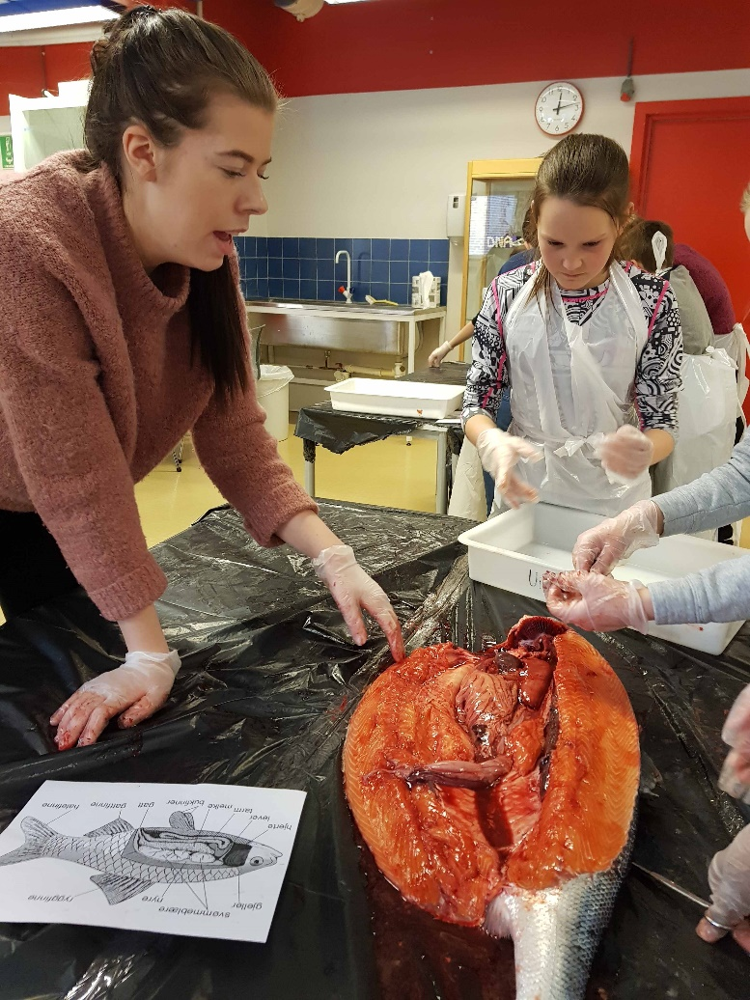 DNA
halefinne
gattfinne
gatt
bukfinner
melke
tarm
lever
hjerte
ryggfinne
nyre
svømmeblære
gjeller